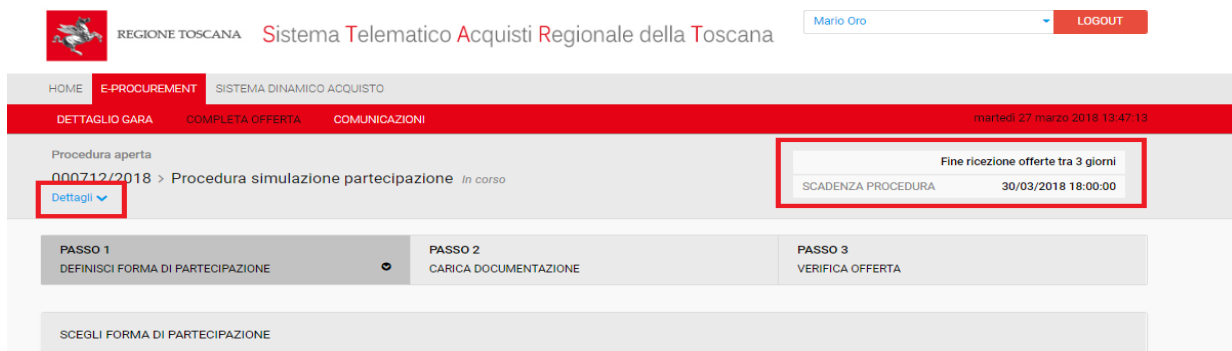 Mario Oro
LOGOUT
REGIONE TOSCANA Sistema Telematico Acquisti Regionale della Toscana
HOME E-PROCUREMENT SISTEMA DINAMICO ACQUISTO
DETTAGLIO GARA COMPLETA OFFERTA COMUNICAZIONI martedì 27 marzo 2018 13:47:13
Procedura aperta
000712/2018 > Procedura simulazione partecipazione In corso
Dettagli
Fine ricezione offerte tra 3 giorni
SCADENZA PROCEDURA 30/03/2018 18:00:00
PASSO 1
DEFINISCI FORMA DI PARTECIPAZIONE
PASSO 2
CARICA DOCUMENTAZIONE
PASSO 3
VERIFICA OFFERTA
SCEGLI FORMA DI PARTECIPAZIONE